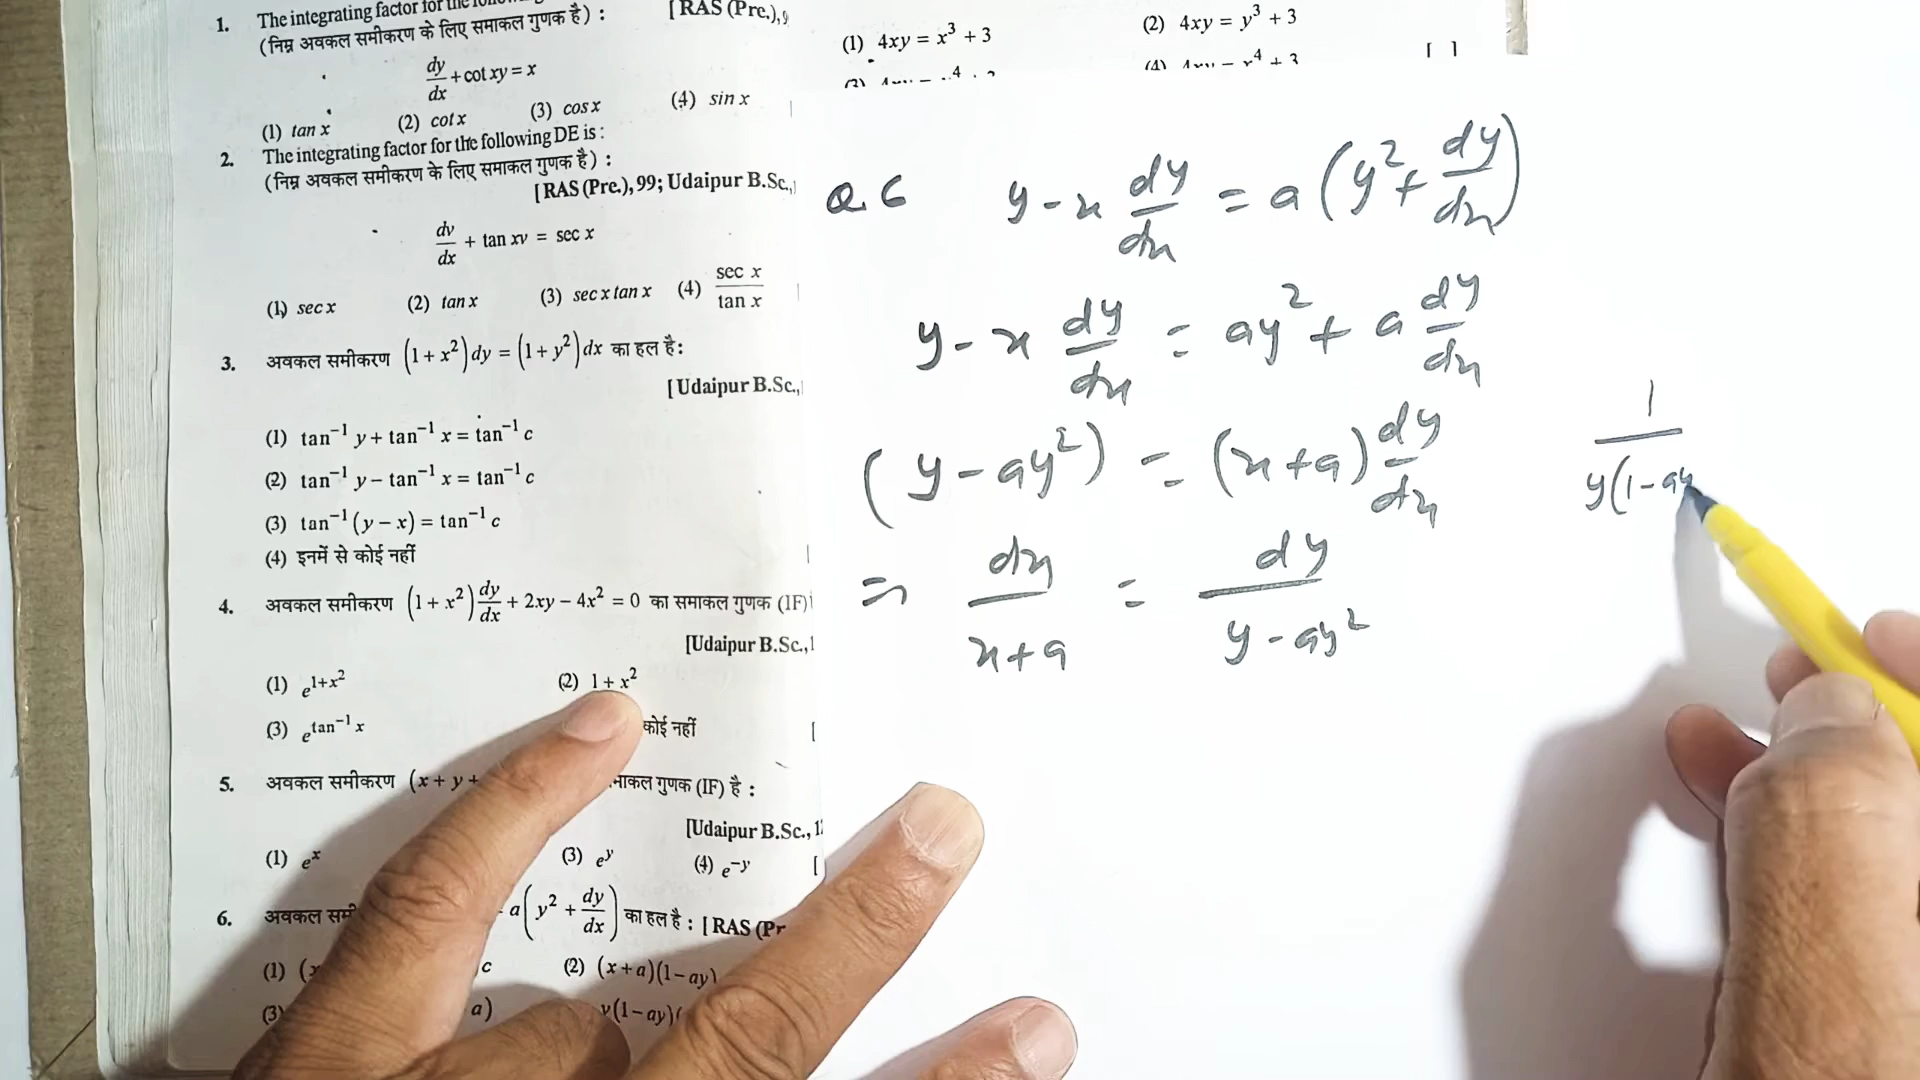 1. The integrating factor for the
(निम्न अवकल समीकरण के लिए समाकल गुणक है) : [RAS (Pre.), 9
dy/dx + cot xy = x
(1) tan x (2) cot x (3) cos x (4) sin x
2. The integrating factor for the following DE is :
(निम्न अवकल समीकरण के लिए समाकल गुणक है) :
[RAS (Pre.), 99; Udaipur B.Sc.,
dv/dx + tan xv = sec x
(1) sec x (2) tan x (3) sec x tan x (4) sec x/tan x
3. अवकल समीकरण (1 + x²) dy = (1 + y²) dx का हल है:
[Udaipur B.Sc.,
(1) tan⁻¹ y + tan⁻¹ x = tan⁻¹ c
(2) tan⁻¹ y − tan⁻¹ x = tan⁻¹ c
(3) tan⁻¹ (y − x) = tan⁻¹ c
(4) इनमें से कोई नहीं
4. अवकल समीकरण (1 + x²) dy/dx + 2xy − 4x² = 0 का समाकल गुणक (IF)
[Udaipur B.Sc., 1
(1) e^(1+x²) (2) 1 + x²
(3) e^(tan⁻¹ x) कोई नहीं [
5. अवकल समीकरण (x + y + गुणक (IF) है :
[Udaipur B.Sc., 1
(1) e^x (3) e^y (4) e^−y [
6. अवकल a(y² + dy/dx) का हल है : [RAS (Pr
(1) (x c (2) (x + a)(1 − ay)
(3) a) y(1 − ay)(
(1) 4xy = x³ + 3 (2) 4xy = y³ + 3
(4) 4xy = x⁴ + 3 [ ]
Q.6 y − x dy/dx = a(y² + dy/dx)
y − x dy/dx = ay² + a dy/dx
(y − ay²) = (x + a) dy/dx
⇒ dx/x+a = dy/y − ay²
1/y(1 − ay